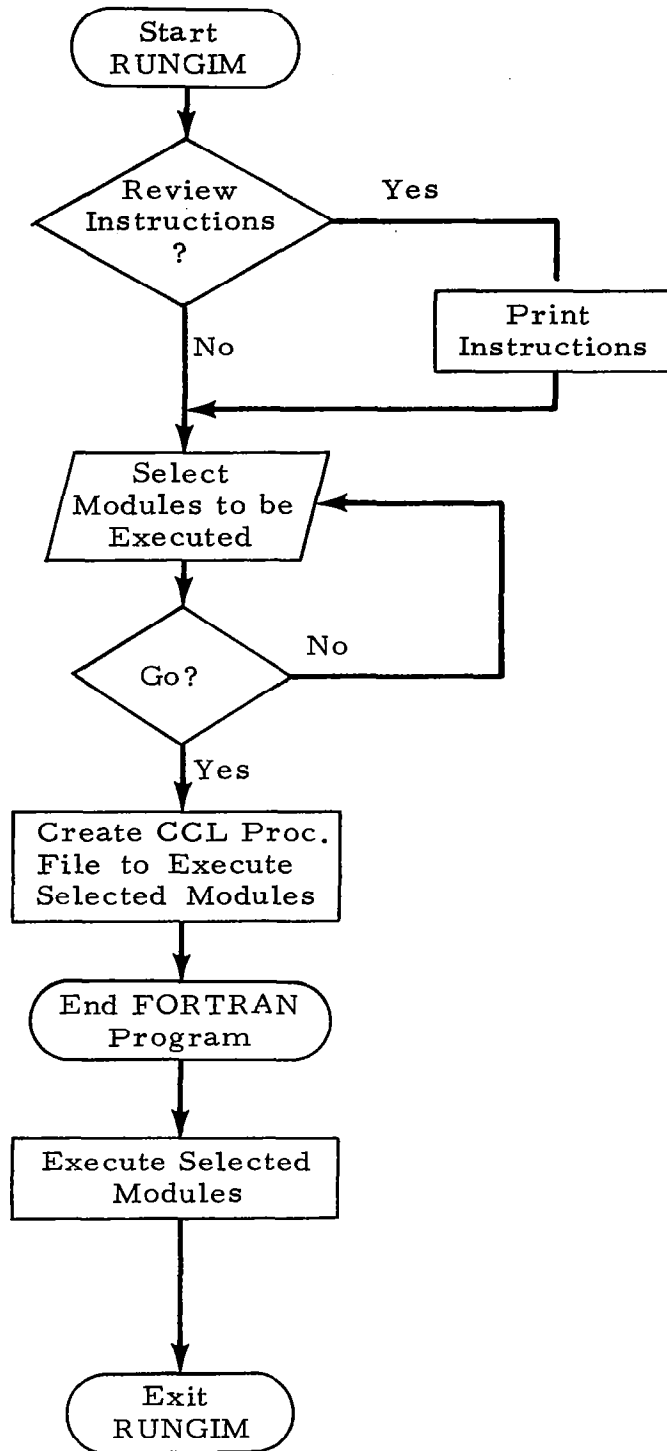 Start
RUNGIM
Review
Instructions
?
Yes
Print
Instructions
No
Select
Modules to be
Executed
Go?
No
Yes
Create CCL Proc.
File to Execute
Selected Modules
End FORTRAN
Program
Execute Selected
Modules
Exit
RUNGIM